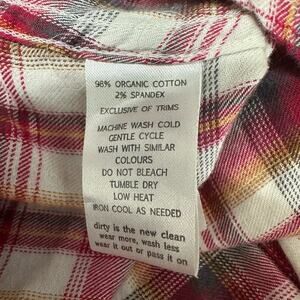 98% ORGANIC COTTON
2% SPANDEX
EXCLUSIVE OF TRIMS
MACHINE WASH COLD
GENTLE CYCLE
WASH WITH SIMILAR
COLOURS
DO NOT BLEACH
TUMBLE DRY
LOW HEAT
IRON COOL AS NEEDED
dirty is the new clean
wear more, wash less
wear it out or pass it on